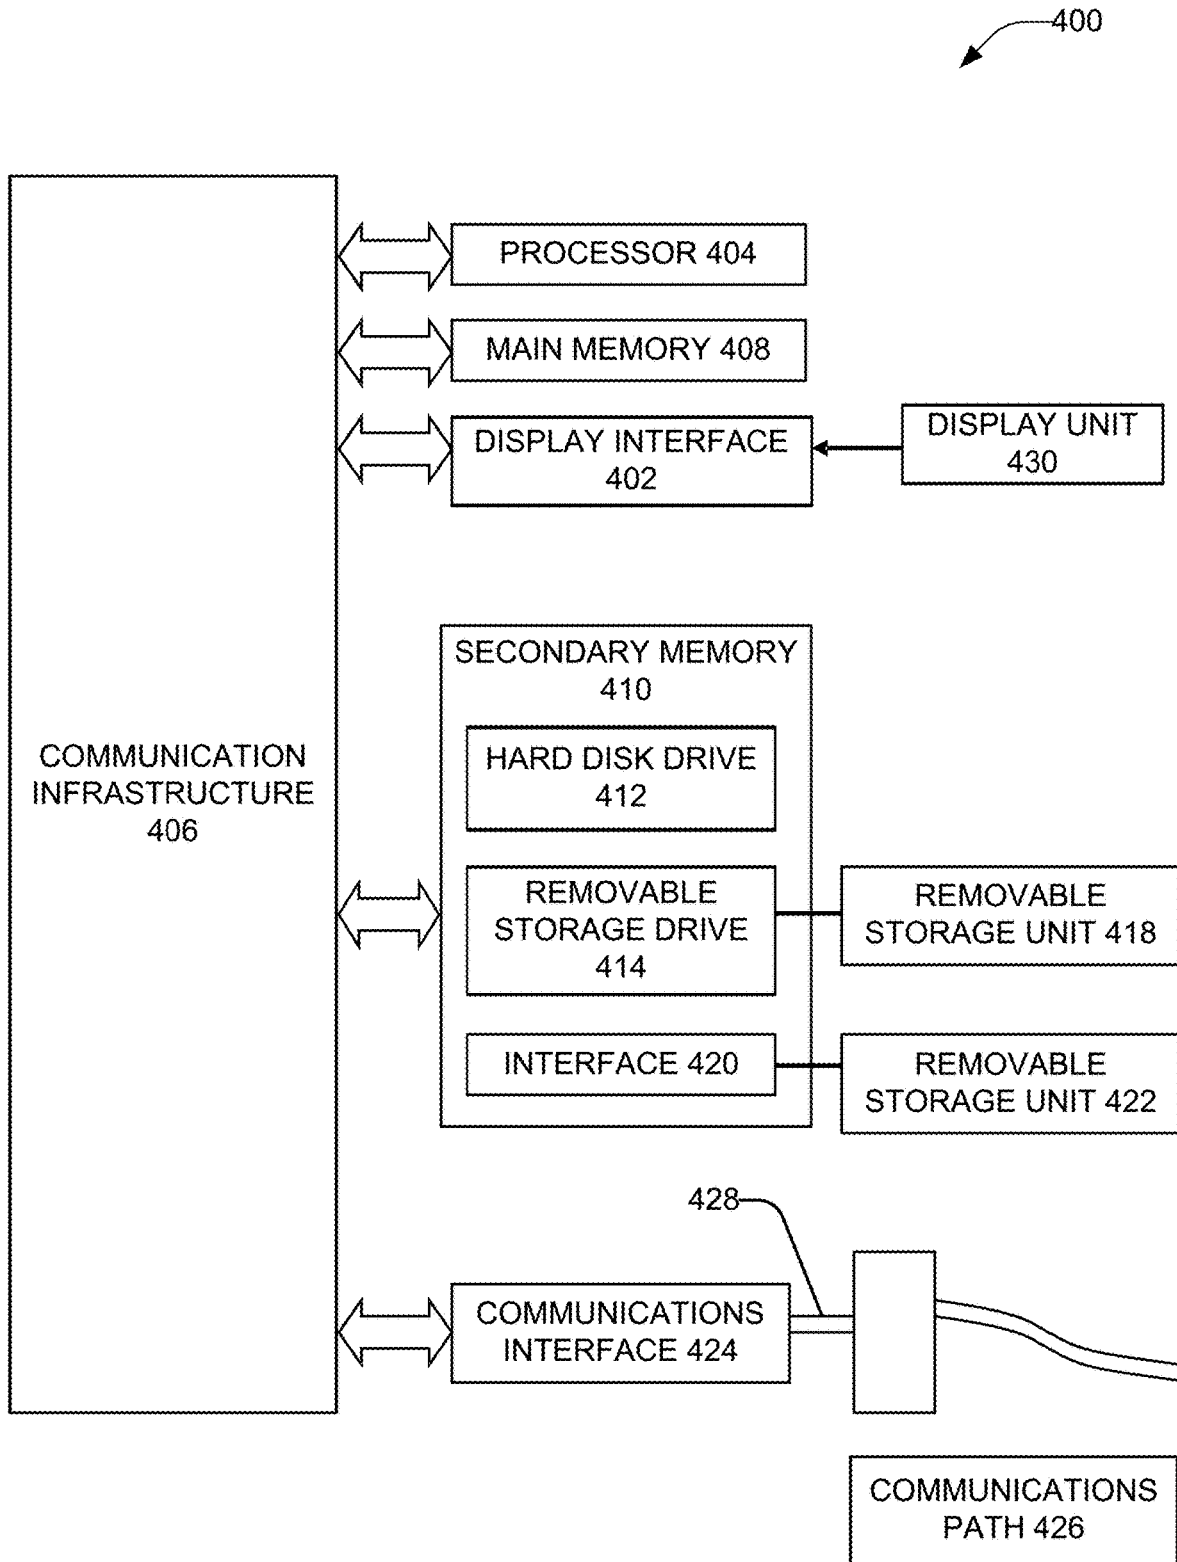 400
PROCESSOR 404
MAIN MEMORY 408
DISPLAY INTERFACE
402
DISPLAY UNIT
430
SECONDARY MEMORY
410
HARD DISK DRIVE
412
COMMUNICATION
INFRASTRUCTURE
406
REMOVABLE
STORAGE DRIVE
414
REMOVABLE
STORAGE UNIT 418
INTERFACE 420
REMOVABLE
STORAGE UNIT 422
428
COMMUNICATIONS
INTERFACE 424
COMMUNICATIONS
PATH 426